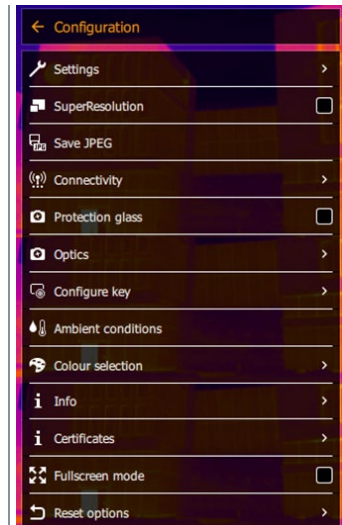 Configuration
Settings
SuperResolution
JPG
Save JPEG
Connectivity
Protection glass
Optics
Configure key
Ambient conditions
Colour selection
Info
Certificates
Fullscreen mode
Reset options